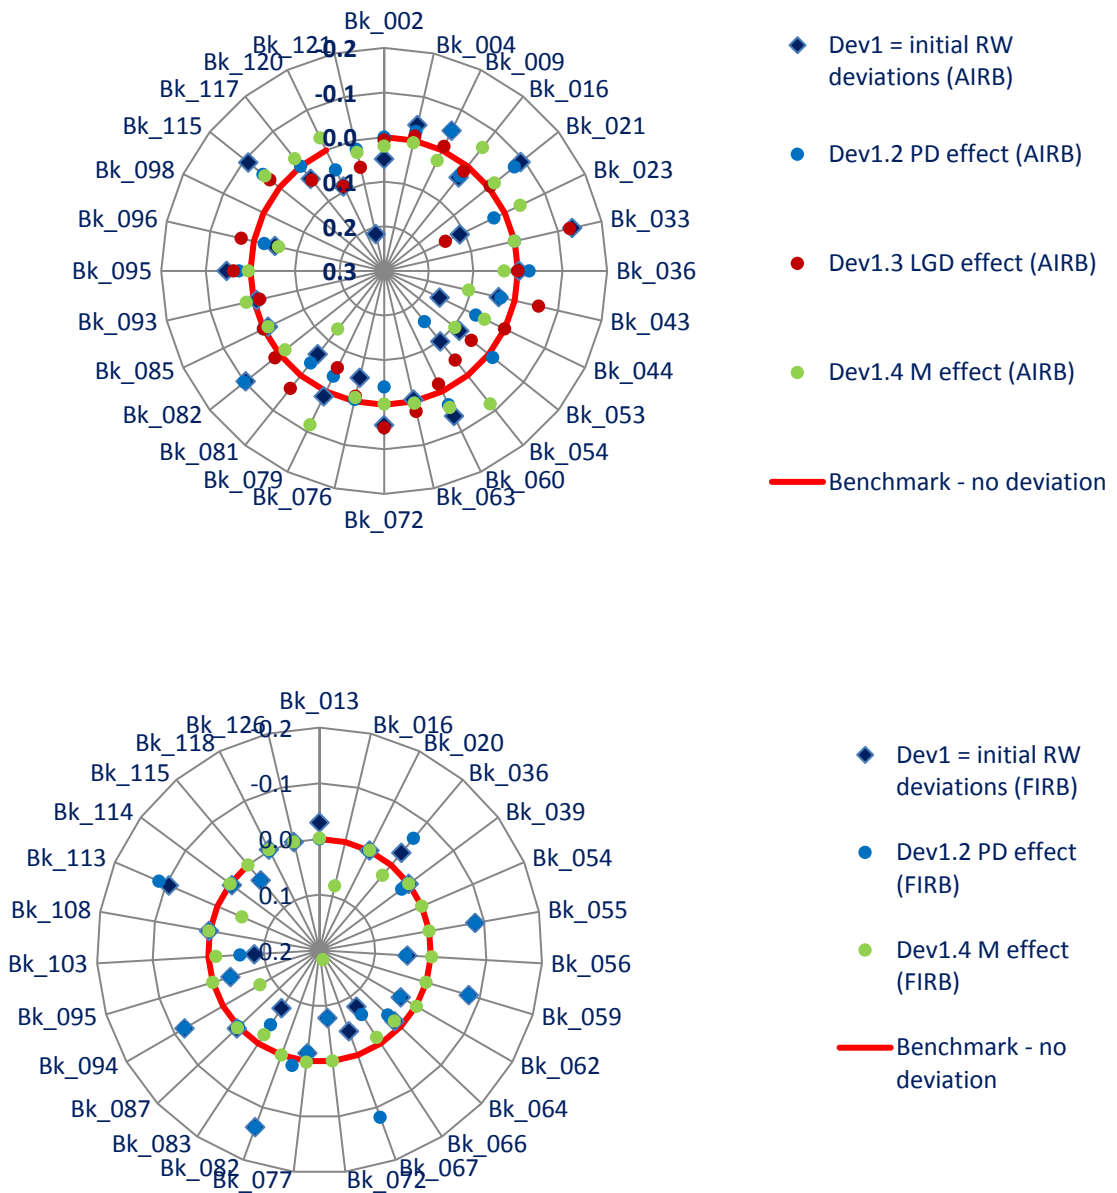 Bk_002
Bk_004
Bk_009
Bk_016
Bk_021
Bk_023
Bk_033
Bk_036
Bk_043
Bk_044
Bk_053
Bk_054
Bk_060
Bk_063
Bk_072
Bk_076
Bk_079
Bk_081
Bk_082
Bk_085
Bk_093
Bk_095
Bk_096
Bk_098
Bk_115
Bk_117
Bk_120
Bk_121
-0.2
-0.1
0.0
0.1
0.2
0.3
Dev1 = initial RW
deviations (AIRB)
Dev1.2 PD effect (AIRB)
Dev1.3 LGD effect (AIRB)
Dev1.4 M effect (AIRB)
Benchmark - no deviation
Bk_013
Bk_016
Bk_020
Bk_036
Bk_039
Bk_054
Bk_055
Bk_056
Bk_059
Bk_062
Bk_064
Bk_066
Bk_067
Bk_072
Bk_077
Bk_082
Bk_083
Bk_087
Bk_094
Bk_095
Bk_103
Bk_108
Bk_113
Bk_114
Bk_115
Bk_118
Bk_126
-0.2
-0.1
0.0
0.1
0.2
Dev1 = initial RW
deviations (FIRB)
Dev1.2 PD effect
(FIRB)
Dev1.4 M effect
(FIRB)
Benchmark - no
deviation